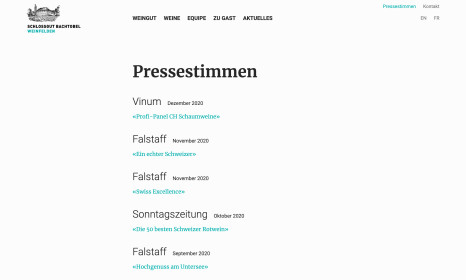 Pressestimmen Kontakt
SCHLOSSGUT BACHTOBEL
WEINFELDEN
WEINGUT WEINE EQUIPE ZU GAST AKTUELLES
EN FR
Pressestimmen
Vinum Dezember 2020
«Profi- Panel CH Schaumweine»
Falstaff November 2020
«Ein echter Schweizer»
Falstaff November 2020
«Swiss Excellence»
Sonntagszeitung Oktober 2020
«Die 50 besten Schweizer Rotwein»
Falstaff September 2020
«Hochgenuss am Untersee»